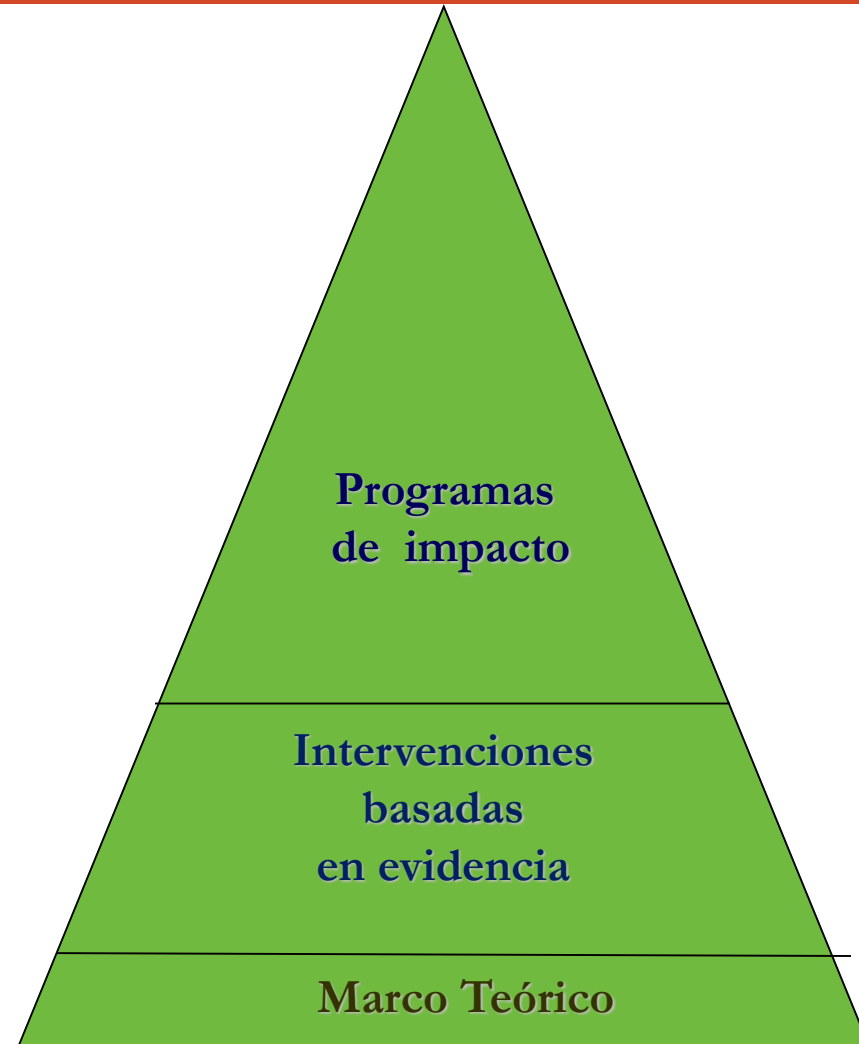 Programas
de impacto
Intervenciones
basadas
en evidencia
Marco Teórico